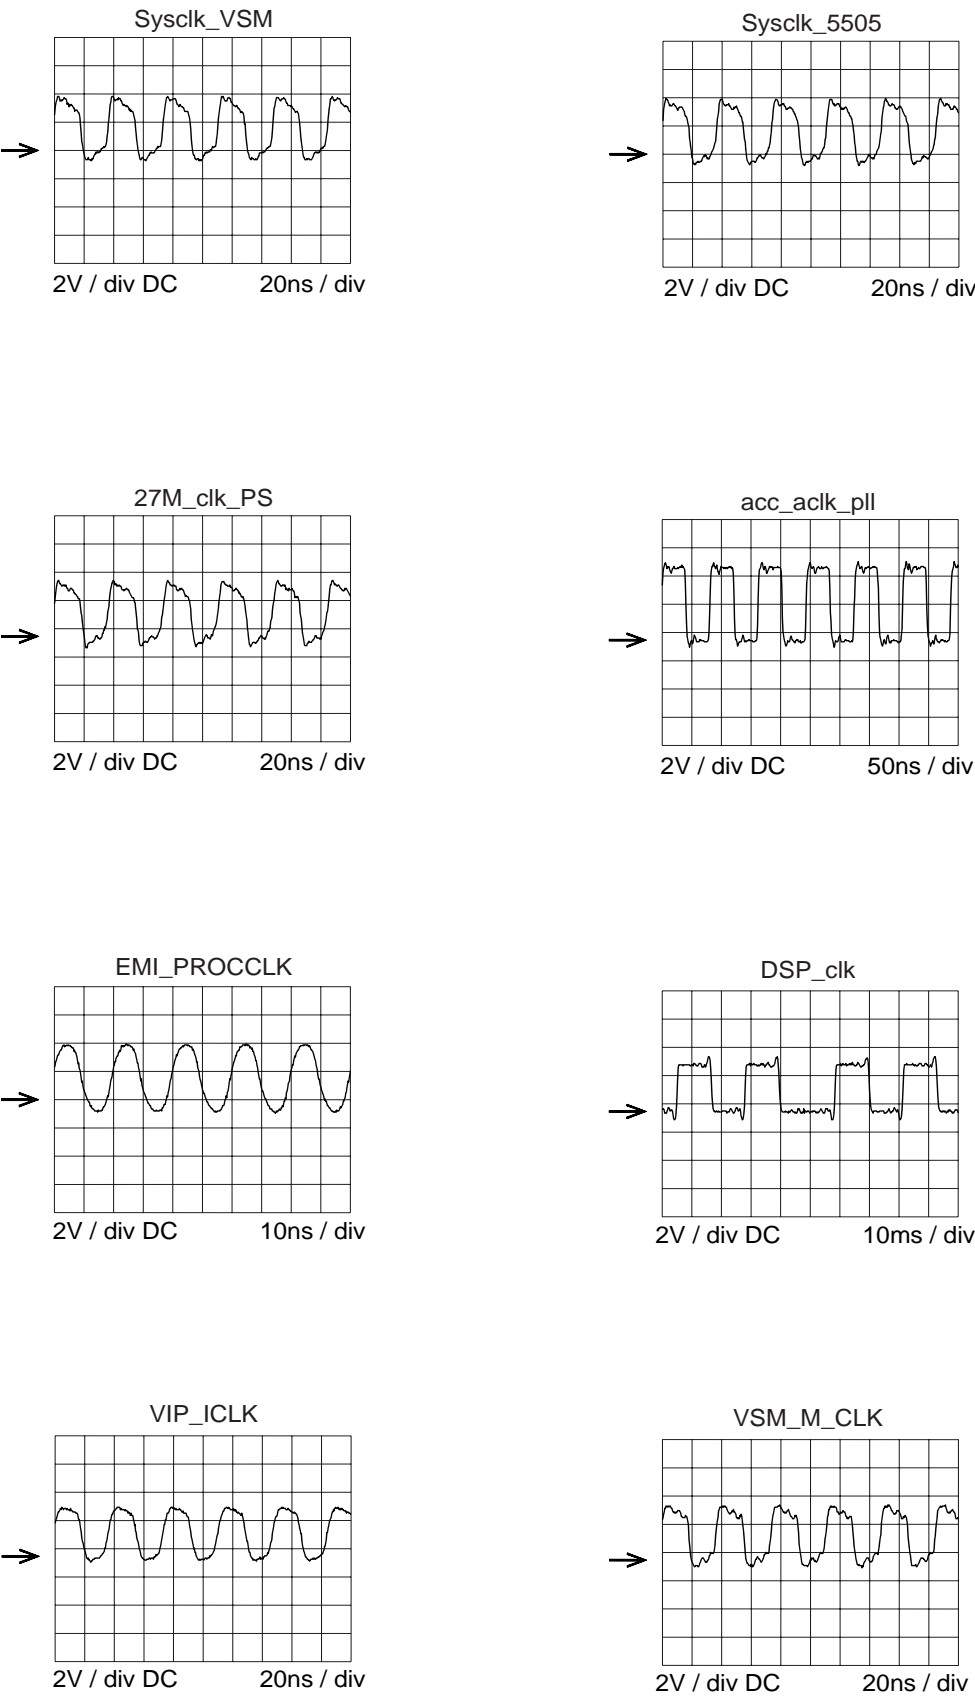 Sysclk_VSM
Sysclk_5505
2V / div DC 20ns / div
2V / div DC 20ns / div
27M_clk_PS
acc_aclk_pll
2V / div DC 20ns / div
2V / div DC 50ns / div
EMI_PROCCLK
DSP_clk
2V / div DC 10ns / div
2V / div DC 10ms / div
VIP_ICLK
VSM_M_CLK
2V / div DC 20ns / div
2V / div DC 20ns / div